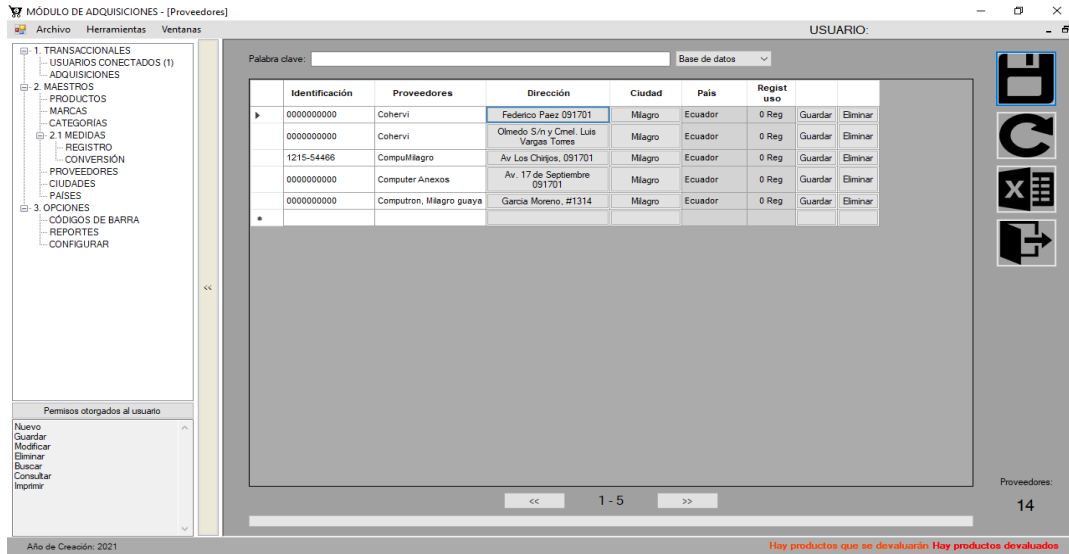 MÓDULO DE ADQUISICIONES - [Proveedores]
Archivo Herramientas Ventanas USUARIO:
1. TRANSACCIONALES
USUARIOS CONECTADOS (1)
ADQUISICIONES
2. MAESTROS
PRODUCTOS
MARCAS
CATEGORÍAS
2.1 MEDIDAS
REGISTRO
CONVERSIÓN
PROVEEDORES
CIUDADES
PAÍSES
3. OPCIONES
CÓDIGOS DE BARRA
REPORTES
CONFIGURAR
Permisos otorgados al usuario
Nuevo
Guardar
Modificar
Eliminar
Buscar
Consultar
Imprimir
<<
Palabra clave: Base de datos
Identificación Proveedores Dirección Ciudad País Regist
uso
0000000000 Cohervi Federico Paez 091701 Milagro Ecuador 0 Reg Guardar Eliminar
0000000000 Cohervi Olmedo S/n y Cmel. Luis
Vargas Torres Milagro Ecuador 0 Reg Guardar Eliminar
1215-54466 CompuMilagro Av Los Chirijos, 091701 Milagro Ecuador 0 Reg Guardar Eliminar
0000000000 Computer Anexos Av. 17 de Septiembre
091701 Milagro Ecuador 0 Reg Guardar Eliminar
0000000000 Computron, Milagro guaya Garcia Moreno, #1314 Milagro Ecuador 0 Reg Guardar Eliminar
<< 1 - 5 >>
X
Proveedores:
14
Año de Creación: 2021 Hay productos que se devaluarán Hay productos devaluados